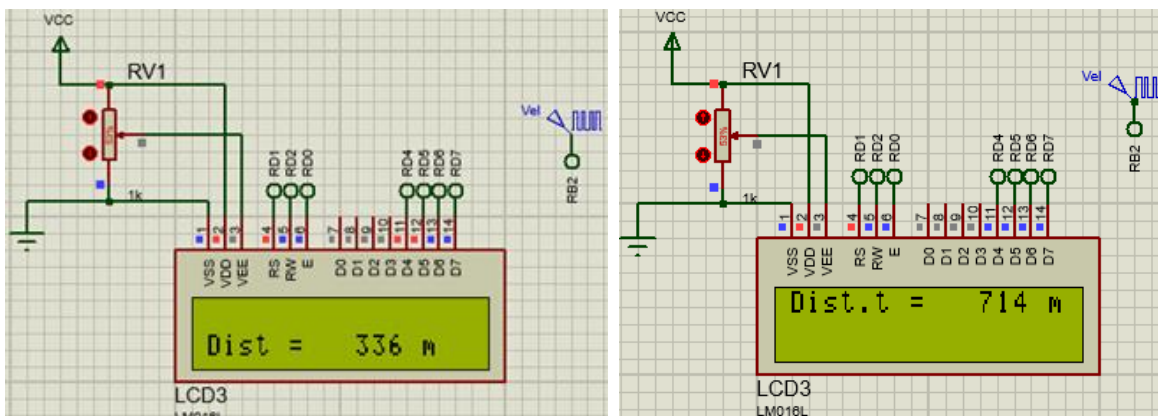 VCC
RV1
Vel
52%
1k
RD1
RD2
RD0
RD4
RD5
RD6
RD7
RB2
1
2
3
4
5
6
7
8
9
10
11
12
13
14
VSS
VDD
VEE
RS
RW
E
D0
D1
D2
D3
D4
D5
D6
D7
Dist = 336 m
LCD3
LM016L
VCC
RV1
Vel
53%
1k
RD1
RD2
RD0
RD4
RD5
RD6
RD7
RB2
1
2
3
4
5
6
7
8
9
10
11
12
13
14
VSS
VDD
VEE
RS
RW
E
D0
D1
D2
D3
D4
D5
D6
D7
Dist.t = 714 m
LCD3
LM016L